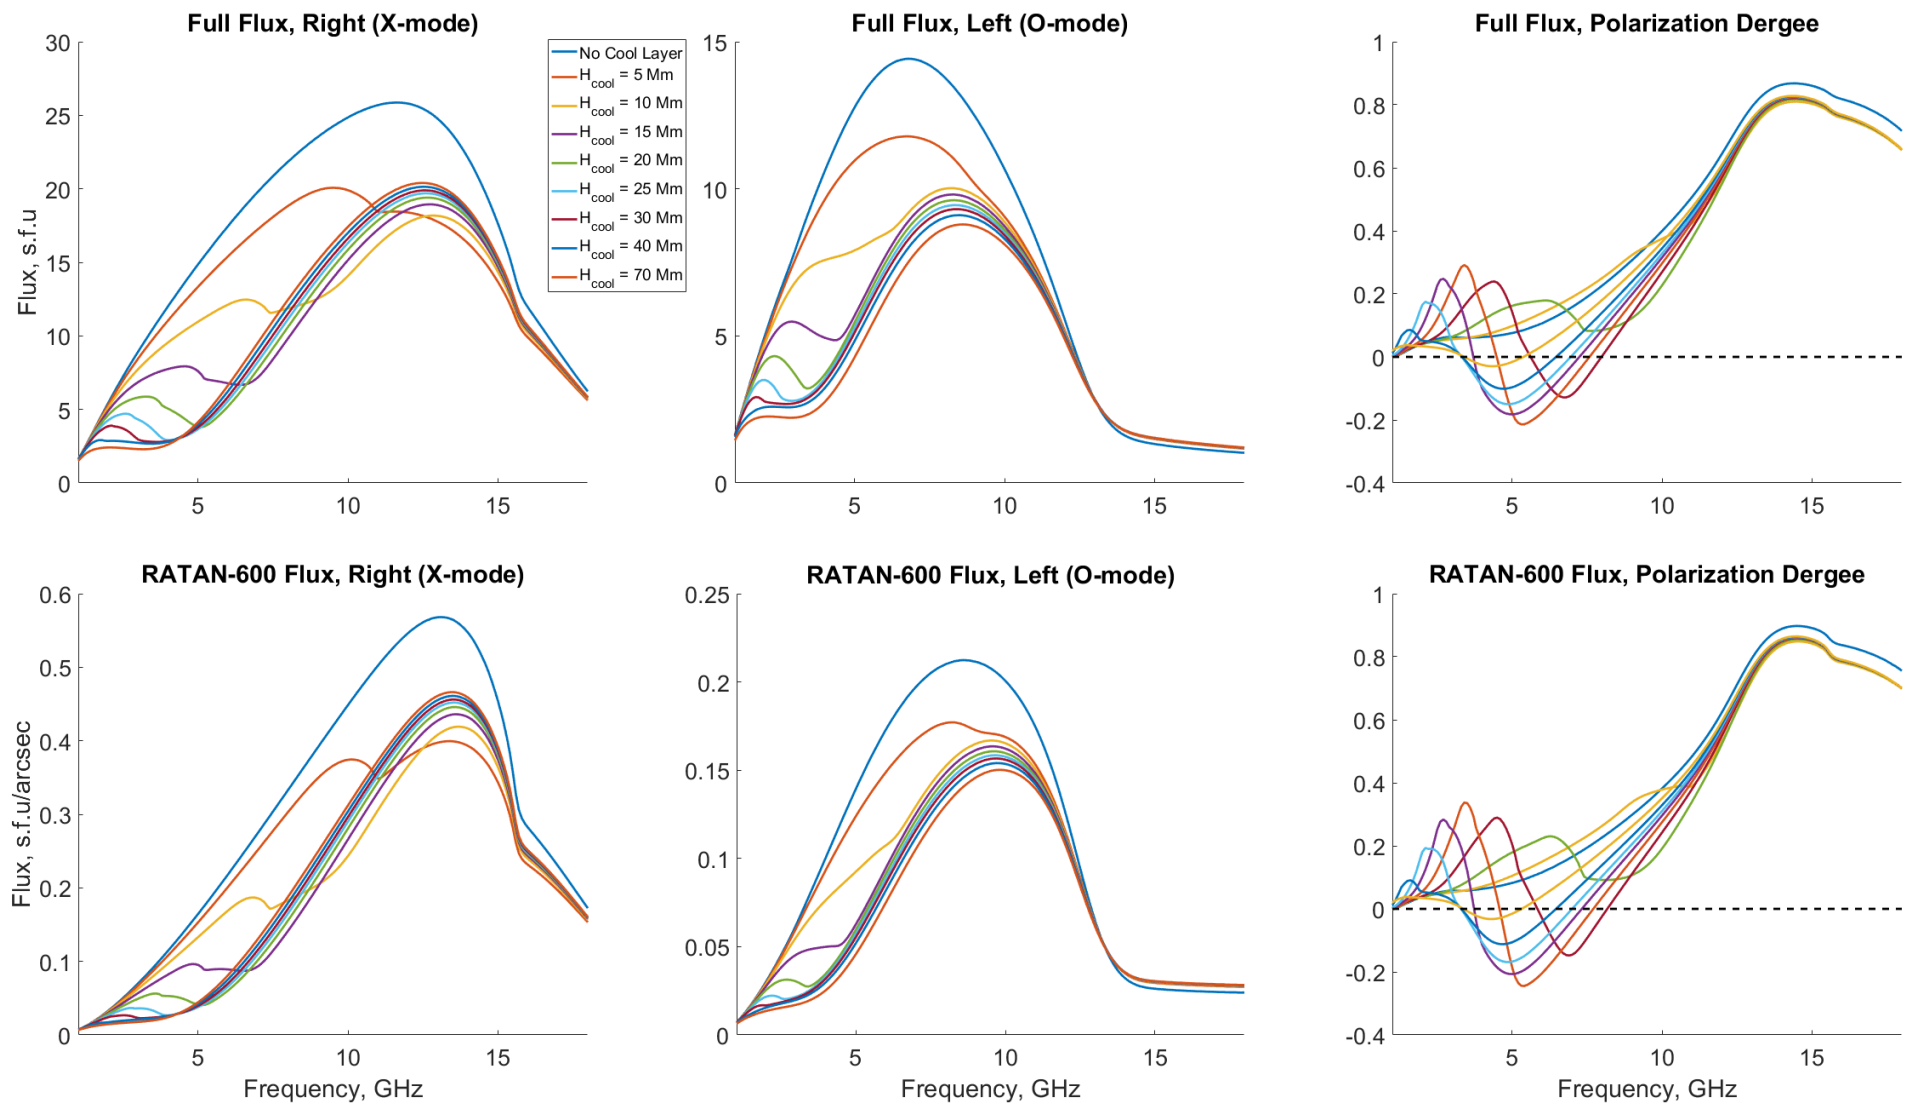 Full Flux, Right (X-mode)
Flux, s.f.u
30
25
20
15
10
5
0
5
10
15
No Cool Layer
Hcool = 5 Mm
Hcool = 10 Mm
Hcool = 15 Mm
Hcool = 20 Mm
Hcool = 25 Mm
Hcool = 30 Mm
Hcool = 40 Mm
Hcool = 70 Mm
Full Flux, Left (O-mode)
15
10
5
0
5
10
15
Full Flux, Polarization Dergee
1
0.8
0.6
0.4
0.2
0
-0.2
-0.4
5
10
15
RATAN-600 Flux, Right (X-mode)
Flux, s.f.u/arcsec
0.6
0.5
0.4
0.3
0.2
0.1
0
5
10
15
Frequency, GHz
RATAN-600 Flux, Left (O-mode)
0.25
0.2
0.15
0.1
0.05
0
5
10
15
Frequency, GHz
RATAN-600 Flux, Polarization Dergee
1
0.8
0.6
0.4
0.2
0
-0.2
-0.4
5
10
15
Frequency, GHz